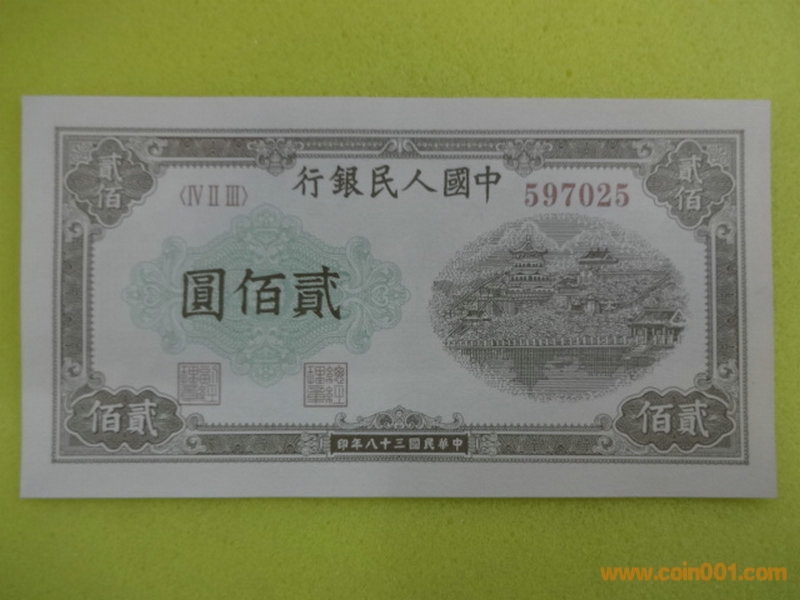 貳佰
貳佰
〈IV II III〉
行銀民人國中
597025
圓佰貳
佰貳
佰貳
印年八十三國民華中
www.coin001.com